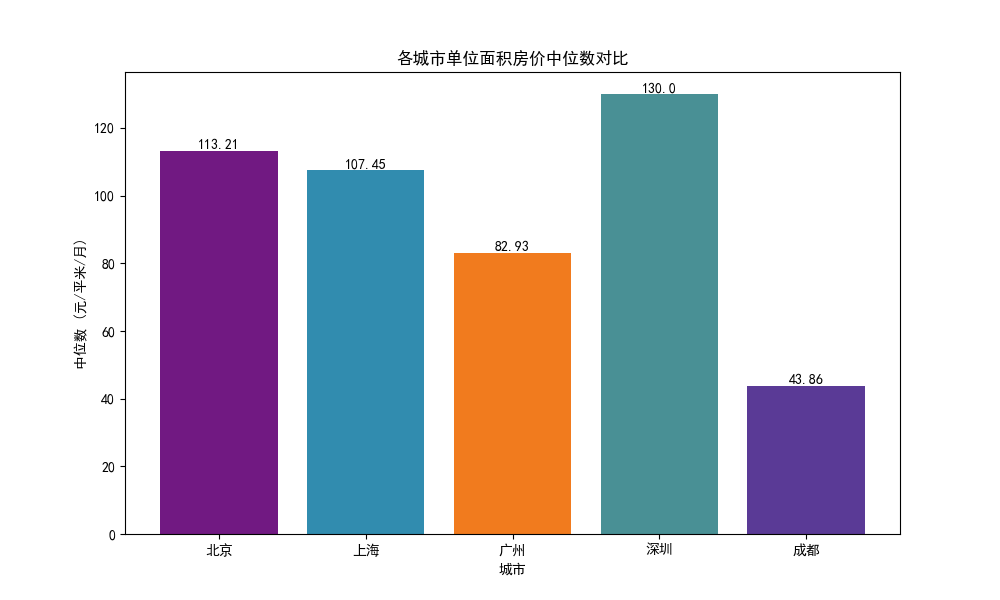 各城市单位面积房价中位数对比
中位数 (元/平米/月)
120
100
80
60
40
20
0
113.21
107.45
82.93
130.0
43.86
北京
上海
广州
深圳
成都
城市